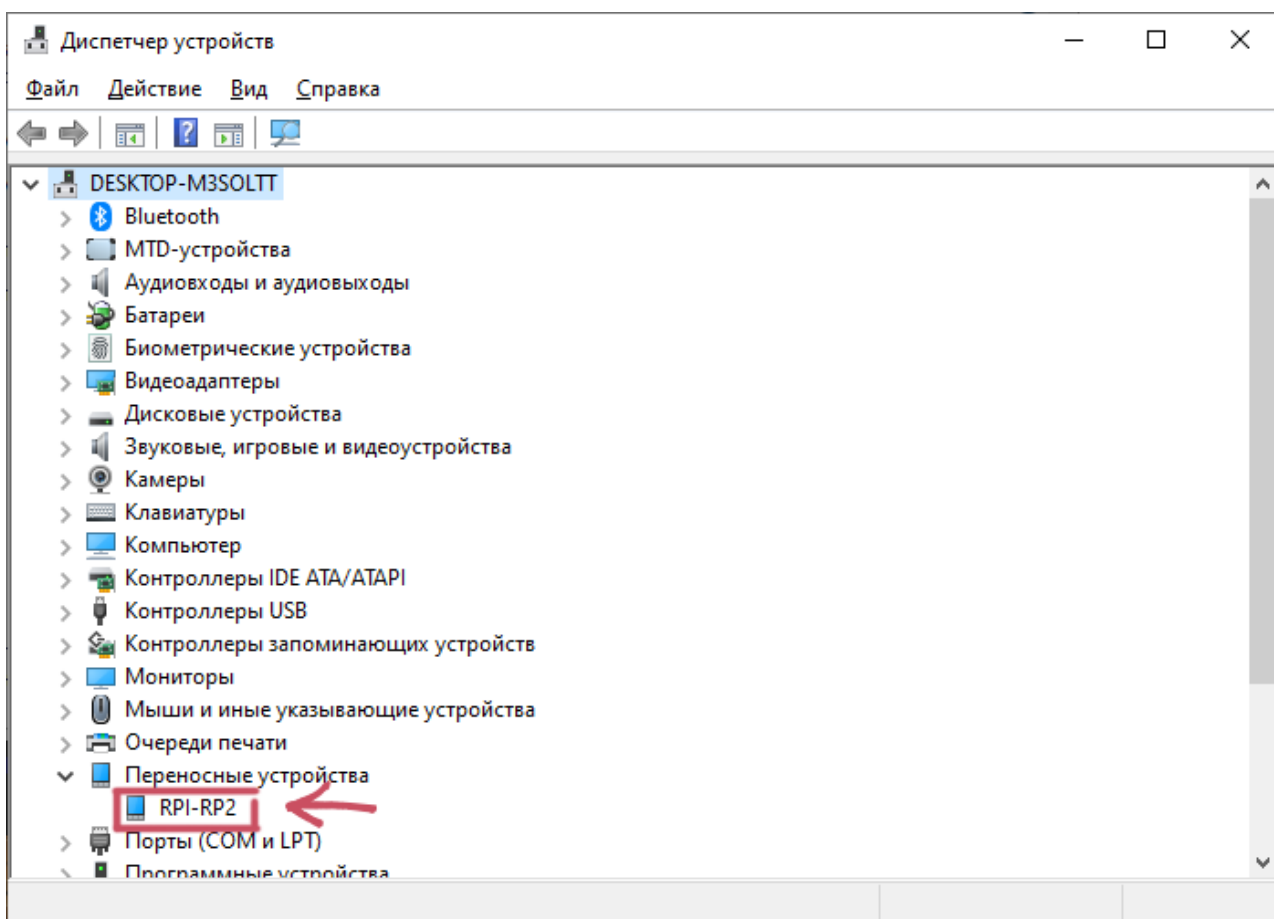 Диспетчер устройств
Файл Действие Вид Справка
DESKTOP-M3SOLTT
Bluetooth
MTD-устройства
Аудиовходы и аудиовыходы
Батареи
Биометрические устройства
Видеоадаптеры
Дисковые устройства
Звуковые, игровые и видеоустройства
Камеры
Клавиатуры
Компьютер
Контроллеры IDE ATA/ATAPI
Контроллеры USB
Контроллеры запоминающих устройств
Мониторы
Мыши и иные указывающие устройства
Очереди печати
Переносные устройства
RPI-RP2
Порты (COM и LPT)
Программные устройства